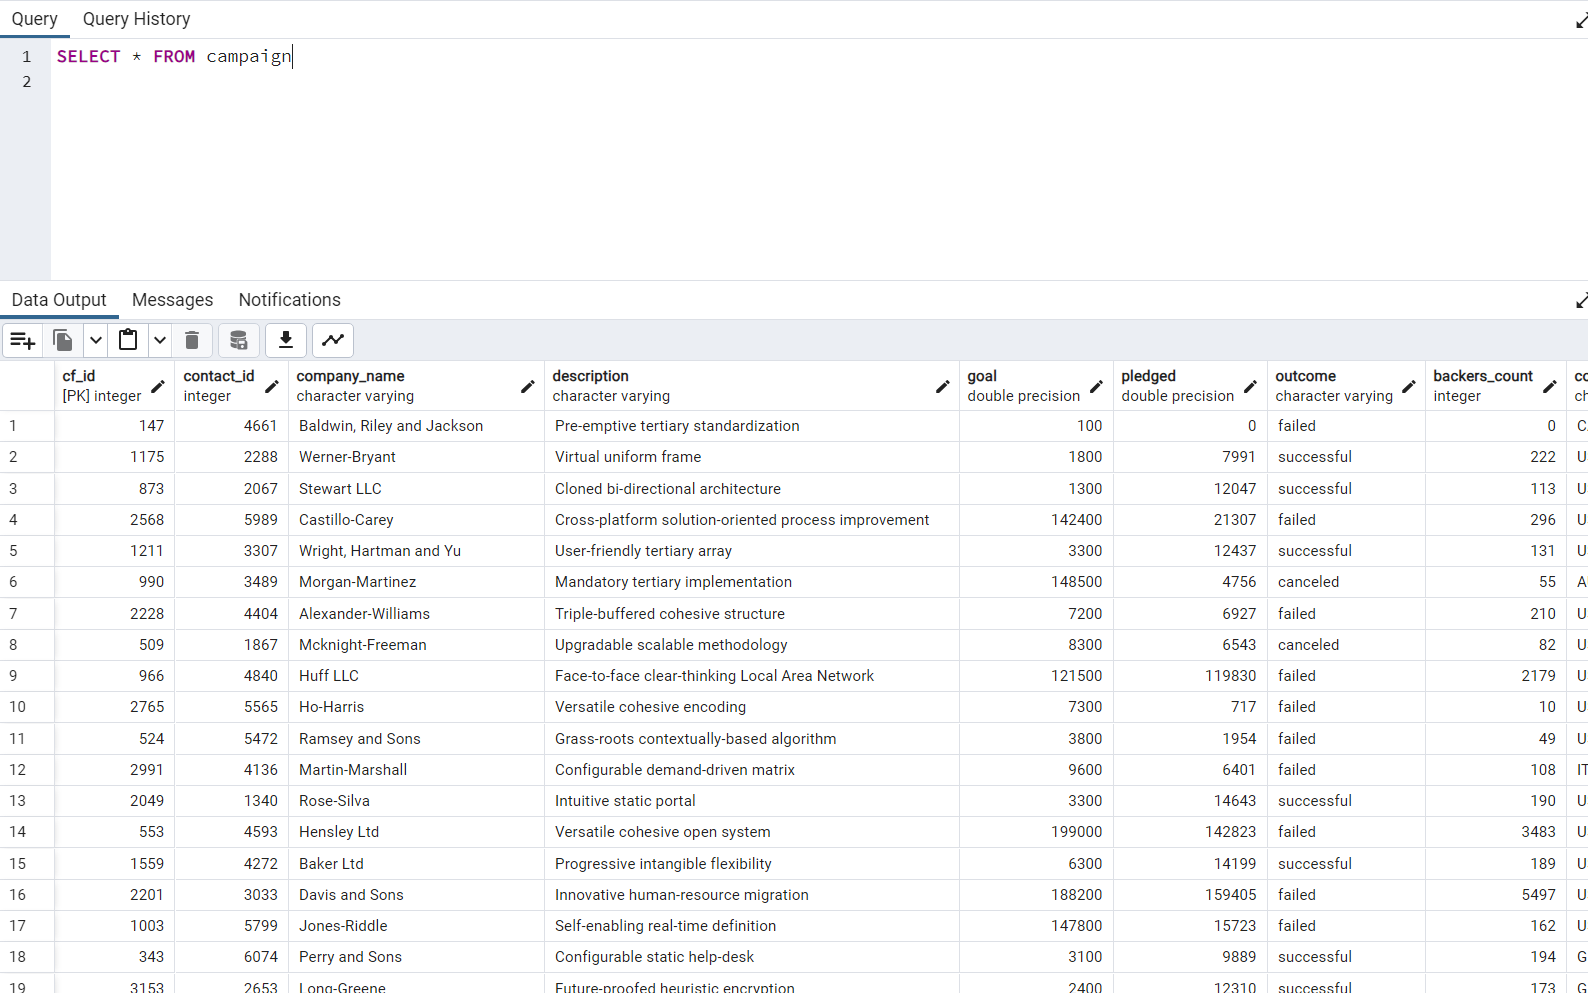 Query Query History
1 SELECT * FROM campaign
2
Data Output Messages Notifications
cf_id contact_id company_name description goal pledged outcome backers_count
[PK] integer integer character varying character varying double precision double precision character varying integer
1 147 4661 Baldwin, Riley and Jackson Pre-emptive tertiary standardization 100 0 failed 0
2 1175 2288 Werner-Bryant Virtual uniform frame 1800 7991 successful 222
3 873 2067 Stewart LLC Cloned bi-directional architecture 1300 12047 successful 113
4 2568 5989 Castillo-Carey Cross-platform solution-oriented process improvement 142400 21307 failed 296
5 1211 3307 Wright, Hartman and Yu User-friendly tertiary array 3300 12437 successful 131
6 990 3489 Morgan-Martinez Mandatory tertiary implementation 148500 4756 canceled 55
7 2228 4404 Alexander-Williams Triple-buffered cohesive structure 7200 6927 failed 210
8 509 1867 Mcknight-Freeman Upgradable scalable methodology 8300 6543 canceled 82
9 966 4840 Huff LLC Face-to-face clear-thinking Local Area Network 121500 119830 failed 2179
10 2765 5565 Ho-Harris Versatile cohesive encoding 7300 717 failed 10
11 524 5472 Ramsey and Sons Grass-roots contextually-based algorithm 3800 1954 failed 49
12 2991 4136 Martin-Marshall Configurable demand-driven matrix 9600 6401 failed 108
13 2049 1340 Rose-Silva Intuitive static portal 3300 14643 successful 190
14 553 4593 Hensley Ltd Versatile cohesive open system 199000 142823 failed 3483
15 1559 4272 Baker Ltd Progressive intangible flexibility 6300 14199 successful 189
16 2201 3033 Davis and Sons Innovative human-resource migration 188200 159405 failed 5497
17 1003 5799 Jones-Riddle Self-enabling real-time definition 147800 15723 failed 162
18 343 6074 Perry and Sons Configurable static help-desk 3100 9889 successful 194
19 3153 2653 Long-Greene Future-proofed heuristic encryption 2400 12310 successful 173